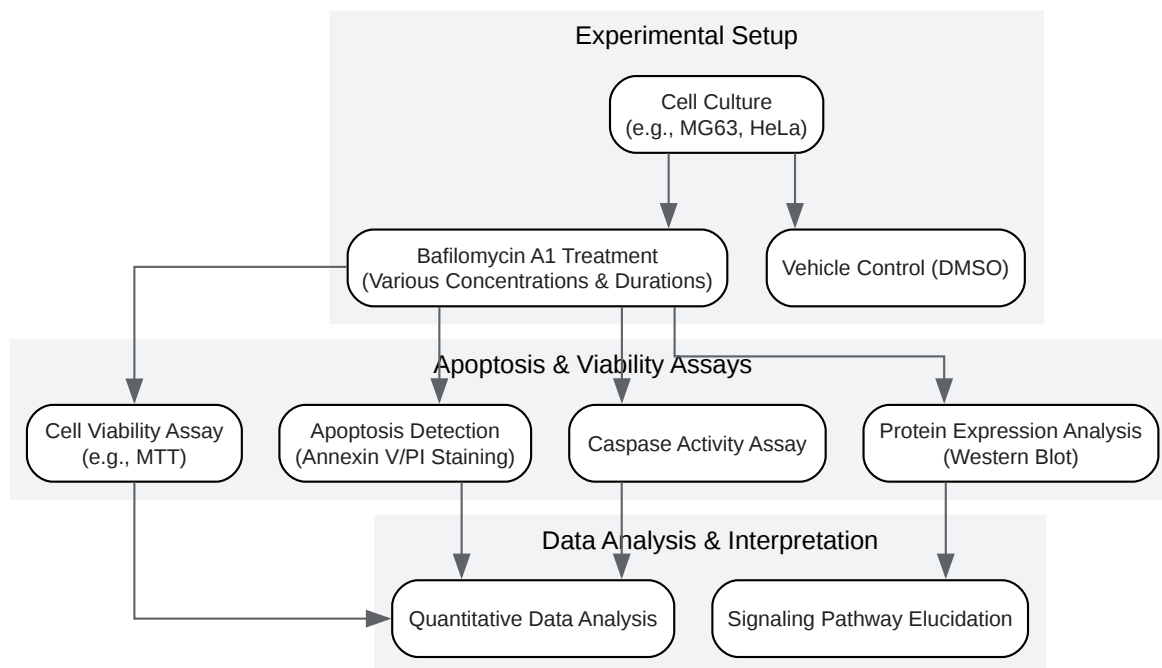 Experimental Setup
Cell Culture
(e.g., MG63, HeLa)
Bafilomycin A1 Treatment
(Various Concentrations & Durations)
Vehicle Control (DMSO)
Apoptosis & Viability Assays
Cell Viability Assay
(e.g., MTT)
Apoptosis Detection
(Annexin V/PI Staining)
Caspase Activity Assay
Protein Expression Analysis
(Western Blot)
Data Analysis & Interpretation
Quantitative Data Analysis
Signaling Pathway Elucidation